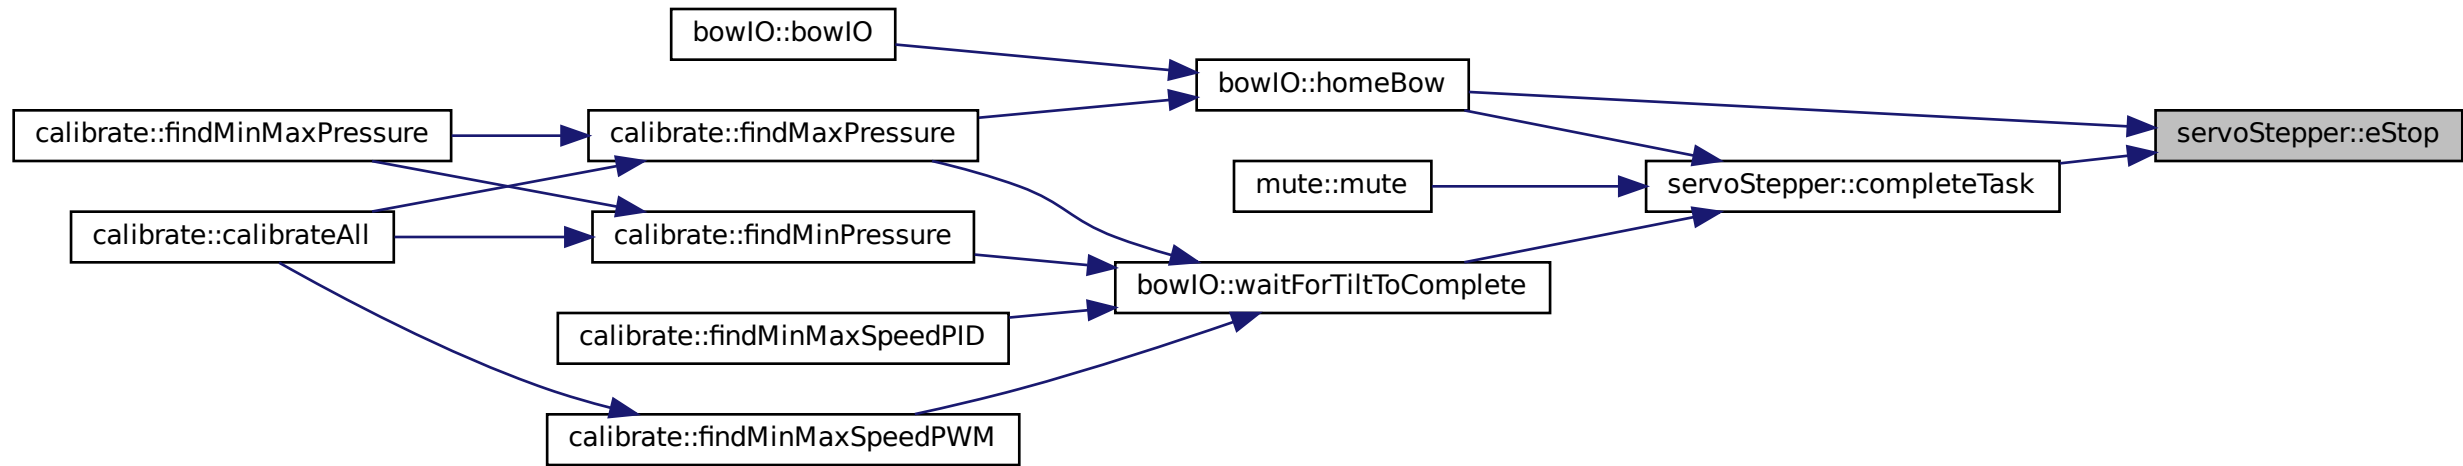 bowIO::bowIO
bowIO::homeBow
calibrate::findMinMaxPressure
calibrate::findMaxPressure
servoStepper::eStop
mute::mute
servoStepper::completeTask
calibrate::calibrateAll
calibrate::findMinPressure
bowIO::waitForTiltToComplete
calibrate::findMinMaxSpeedPID
calibrate::findMinMaxSpeedPWM